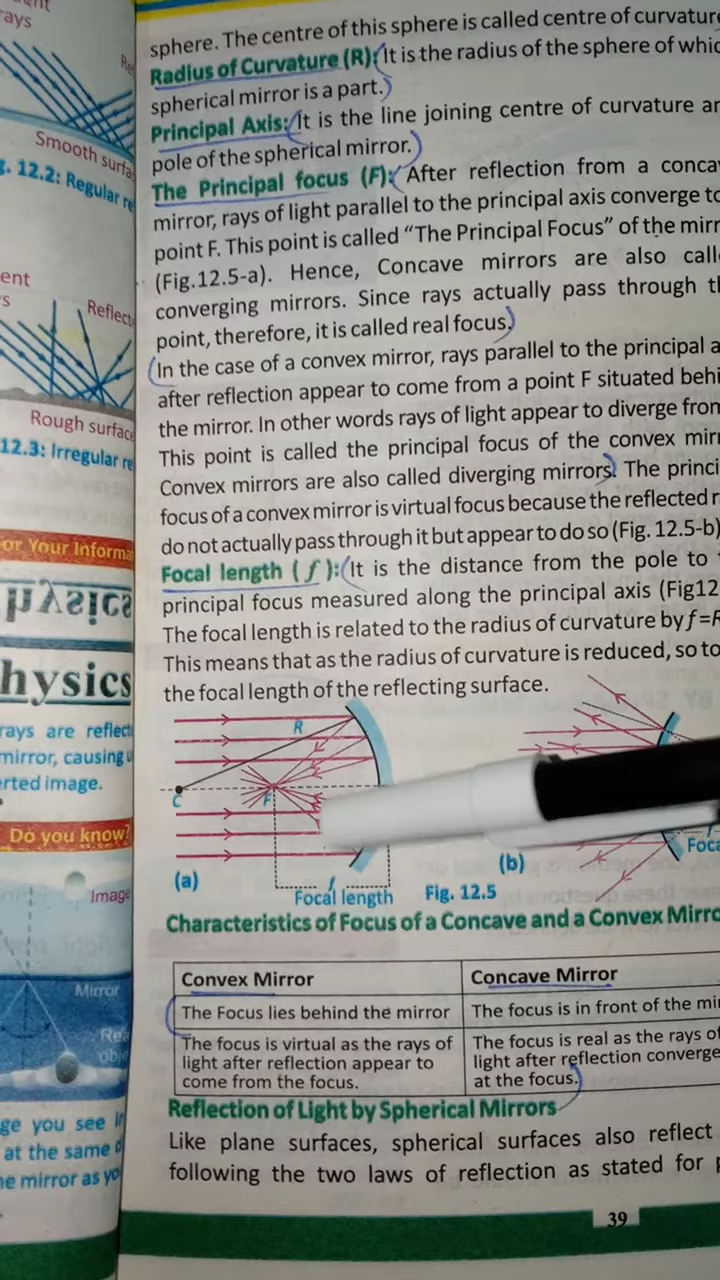 rays
Smooth surfa
12.2: Regular re
ent
s
Reflect
Rough surface
12.3: Irregular re
or Your Informa
Physics
hysics
rays are reflect
mirror, causing
erted image.
Do you know?
Image
Mirror
Rea
obje
ge you see in
at the same d
e mirror as yo
sphere. The centre of this sphere is called centre of curvature
Radius of Curvature (R): It is the radius of the sphere of whic
spherical mirror is a part.
Principal Axis: It is the line joining centre of curvature an
pole of the spherical mirror.
The Principal focus (F): After reflection from a conca
mirror, rays of light parallel to the principal axis converge to
point F. This point is called “The Principal Focus” of the mirr
(Fig.12.5-a). Hence, Concave mirrors are also calle
converging mirrors. Since rays actually pass through th
point, therefore, it is called real focus.
In the case of a convex mirror, rays parallel to the principal a
after reflection appear to come from a point F situated behi
the mirror. In other words rays of light appear to diverge from
This point is called the principal focus of the convex mirr
Convex mirrors are also called diverging mirrors. The princi
focus of a convex mirror is virtual focus because the reflected r
do not actually pass through it but appear to do so (Fig. 12.5-b)
Focal length (f): It is the distance from the pole to
principal focus measured along the principal axis (Fig12
The focal length is related to the radius of curvature by f=R
This means that as the radius of curvature is reduced, so to
the focal length of the reflecting surface.
R
C
F
f
(a)
Focal length
Fig. 12.5
(b)
Foca
Characteristics of Focus of a Concave and a Convex Mirro
Convex Mirror
Concave Mirror
The Focus lies behind the mirror
The focus is in front of the mir
The focus is virtual as the rays of
light after reflection appear to
come from the focus.
The focus is real as the rays of
light after reflection converge
at the focus.
Reflection of Light by Spherical Mirrors
Like plane surfaces, spherical surfaces also reflect
following the two laws of reflection as stated for p
39